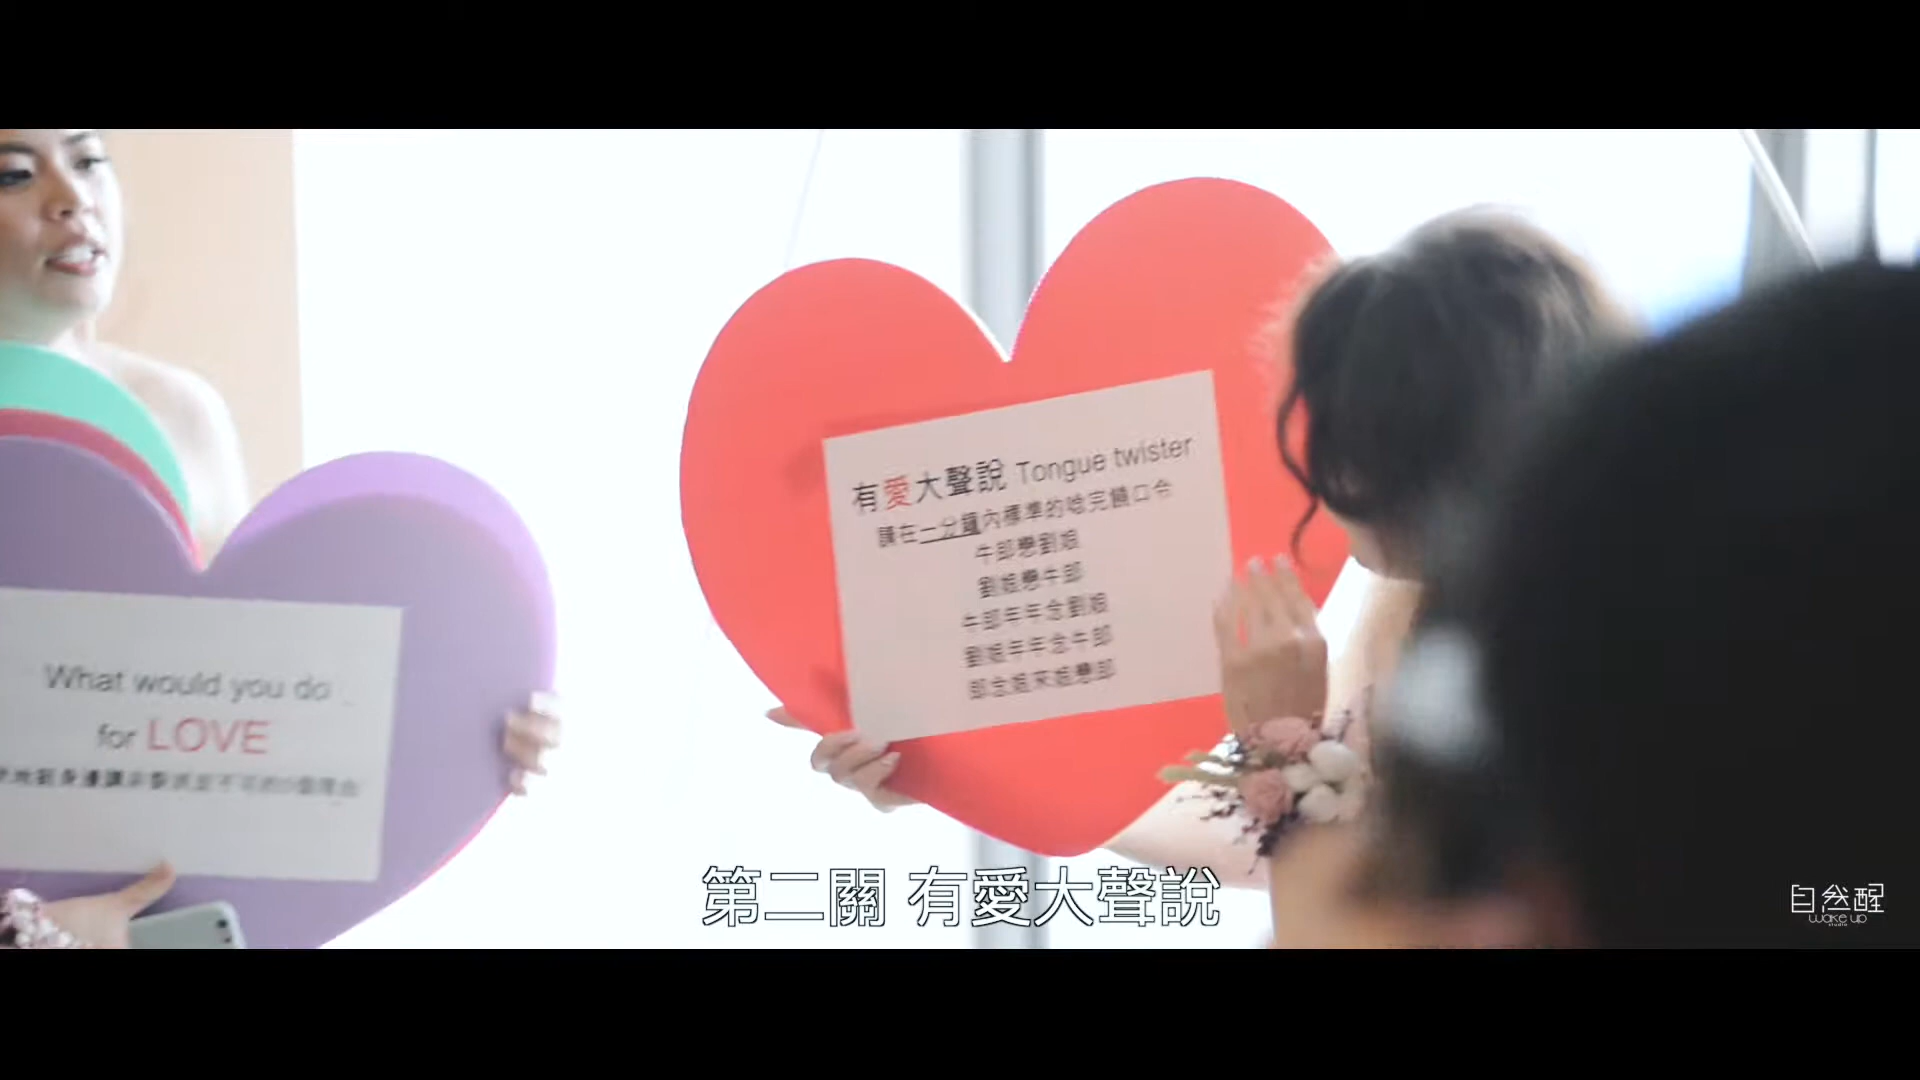 有愛大聲說 Tongue twister
請在一分鐘內標準的唸完饒口令
牛郎戀劉娘
劉娘戀牛郎
牛郎年年念劉娘
劉娘年年念牛郎
郎念娘來娘戀郎
What would you do
for LOVE
第二關 有愛大聲說
自然醒
wake up
studio